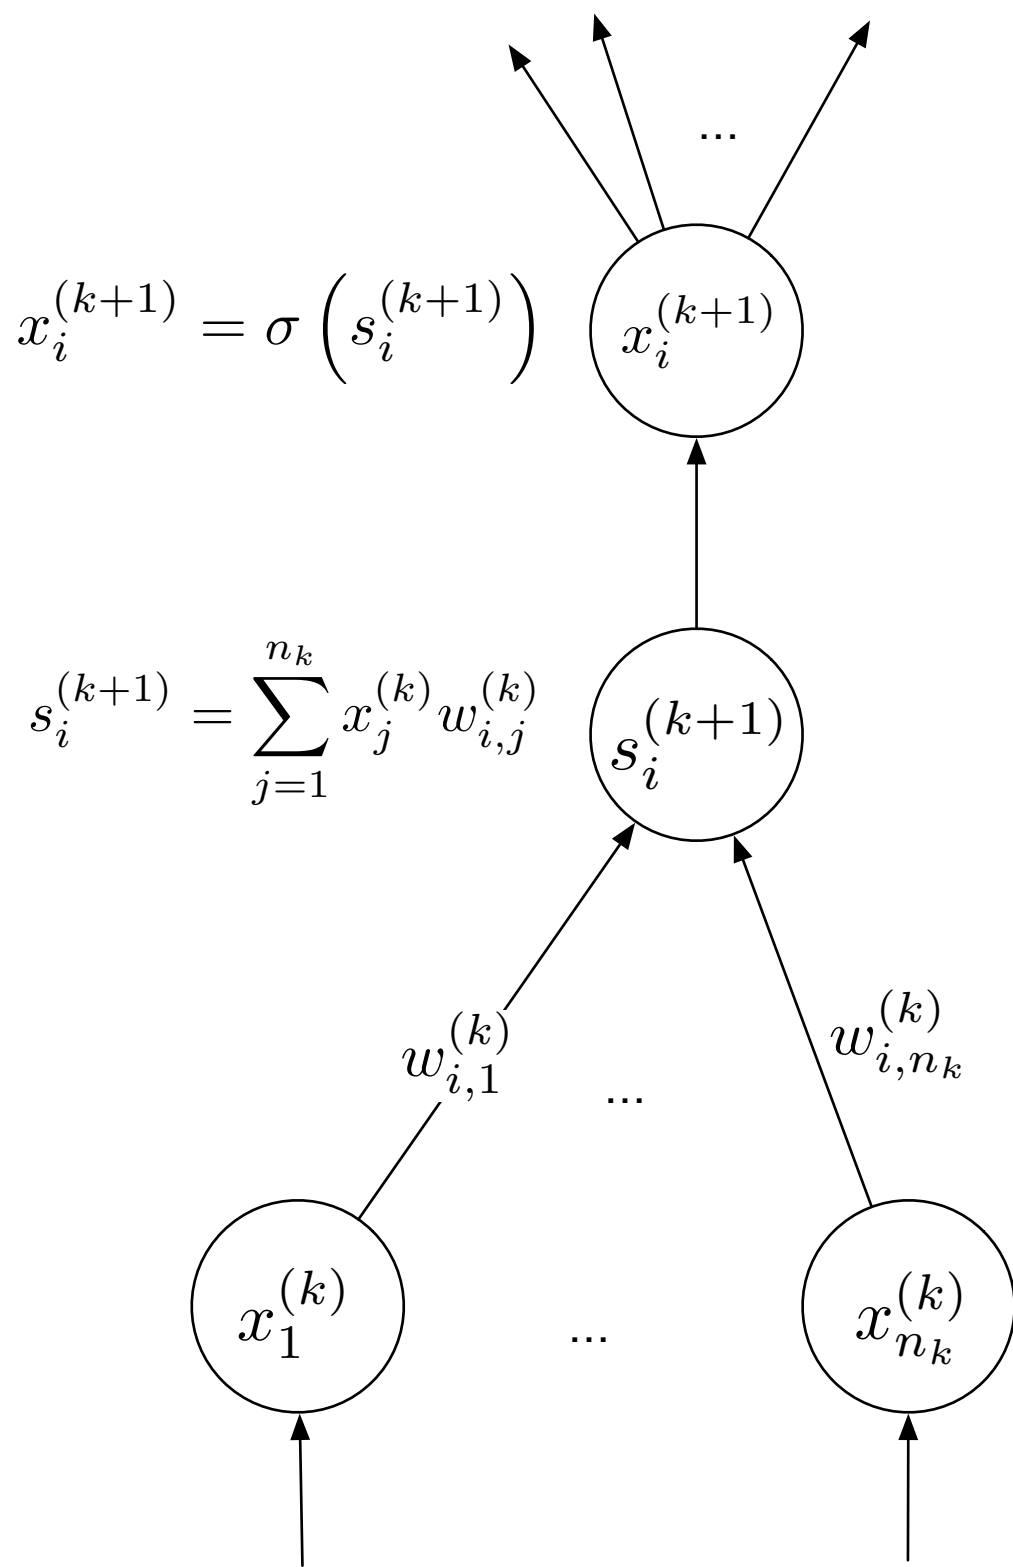 ...
x_i^{(k+1)} = σ(s_i^{(k+1)})
x_i^{(k+1)}
s_i^{(k+1)} = \sum_{j=1}^{n_k} x_j^{(k)} w_{i,j}^{(k)}
s_i^{(k+1)}
w_{i,1}^{(k)}
...
w_{i,n_k}^{(k)}
x_1^{(k)}
...
x_{n_k}^{(k)}